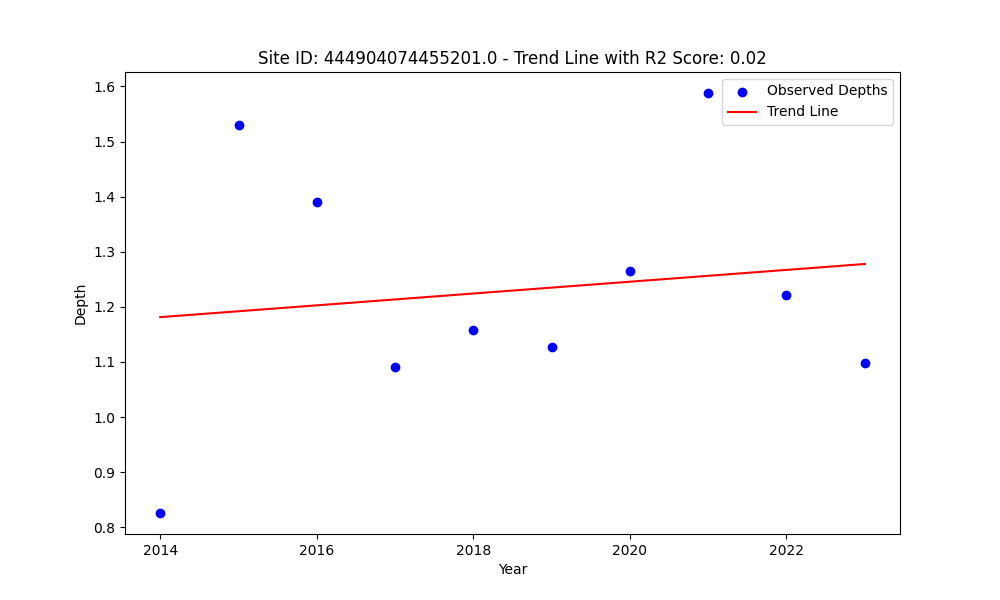 Site ID: 444904074455201.0 - Trend Line with R2 Score: 0.02
Observed Depths
Trend Line
1.6
1.5
1.4
1.3
1.2
1.1
1.0
0.9
0.8
Depth
2014
2016
2018
2020
2022
Year